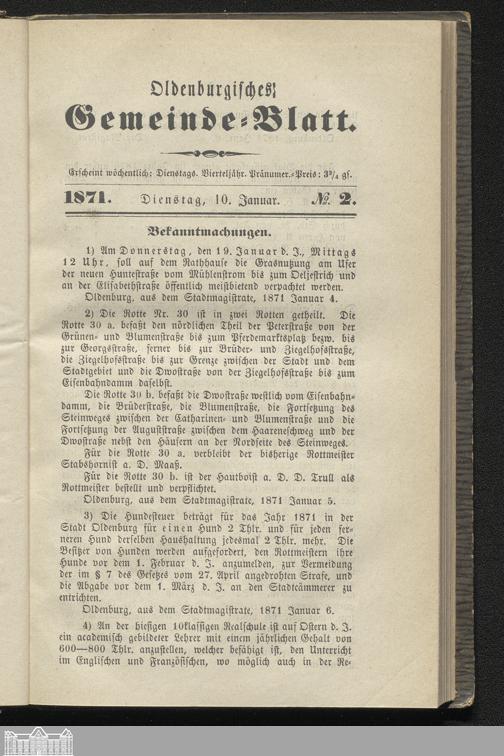 Oldenburgisches
Gemeinde-Blatt.
Erscheint wöchentlich: Dienstags. Vierteljähr. Pränumer.-Preis: 3¾ gs.
1871. Dienstag, 10. Januar. № 2.
Bekanntmachungen.
1) Am Donnerstag, den 19. Januar d. J., Mittags
12 Uhr, soll auf dem Rathhause die Grasnutzung am Ufer
der neuen Huntestraße vom Mühlenstrom bis zum Oeljestrich und
an der Elisabethstraße öffentlich meistbietend verpachtet werden.
Oldenburg, aus dem Stadtmagistrate, 1871 Januar 4.
2) Die Rotte Nr. 30 ist in zwei Rotten getheilt. Die
Rotte 30 a. befaßt den nördlichen Theil der Peterstraße von der
Grünen- und Blumenstraße bis zum Pferdemarktsplatz bezw. bis
zur Georgstraße, ferner bis zur Brüder- und Ziegelhofstraße,
die Ziegelhofstraße bis zur Grenze zwischen der Stadt und dem
Stadtgebiet und die Dwostraße von der Ziegelhofstraße bis zum
Eisenbahndamm daselbst.
Die Rotte 30 b. befaßt die Dwostraße westlich vom Eisenbahn-
damm, die Brüderstraße, die Blumenstraße, die Fortsetzung des
Steinweges zwischen der Catharinen- und Blumenstraße und die
Fortsetzung der Auguststraße zwischen dem Haareneschweg und der
Dwostraße nebst den Häusern an der Nordseite des Steinweges.
Für die Rotte 30 a. verbleibt der bisherige Rottmeister
Stabshornist a. D. Maaß.
Für die Rotte 30 b. ist der Hautboist a. D. D. Trull als
Rottmeister bestellt und verpflichtet.
Oldenburg, aus dem Stadtmagistrate, 1871 Januar 5.
3) Die Hundesteuer beträgt für das Jahr 1871 in der
Stadt Oldenburg für einen Hund 2 Thlr. und für jeden fer-
neren Hund derselben Haushaltung jedesmal 2 Thlr. mehr. Die
Besitzer von Hunden werden aufgefordert, den Rottmeistern ihre
Hunde vor dem 1. Februar d. J. anzumelden, zur Vermeidung
der im § 7 des Gesetzes vom 27. April angedrohten Strafe, und
die Abgabe vor dem 1. März d. J. an den Stadtcämmerer zu
entrichten.
Oldenburg, aus dem Stadtmagistrate, 1871 Januar 6.
4) An der hiesigen 10klassigen Realschule ist auf Ostern d. J.
ein academisch gebildeter Lehrer mit einem jährlichen Gehalt von
600—800 Thlr. anzustellen, welcher befähigt ist, den Unterricht
im Englischen und Französischen, wo möglich auch in der Re-